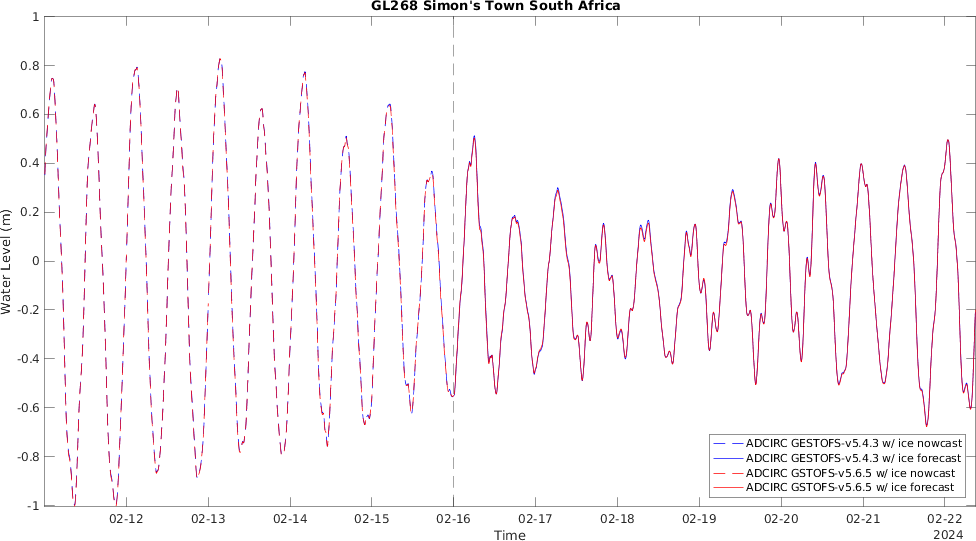 GL268 Simon's Town South Africa
1
0.8
0.6
0.4
0.2
0
-0.2
-0.4
-0.6
-0.8
-1
Water Level (m)
02-12 02-13 02-14 02-15 02-16 02-17 02-18 02-19 02-20 02-21 02-22
2024
Time
ADCIRC GESTOFS-v5.4.3 w/ ice nowcast
ADCIRC GESTOFS-v5.4.3 w/ ice forecast
ADCIRC GSTOFS-v5.6.5 w/ ice nowcast
ADCIRC GSTOFS-v5.6.5 w/ ice forecast